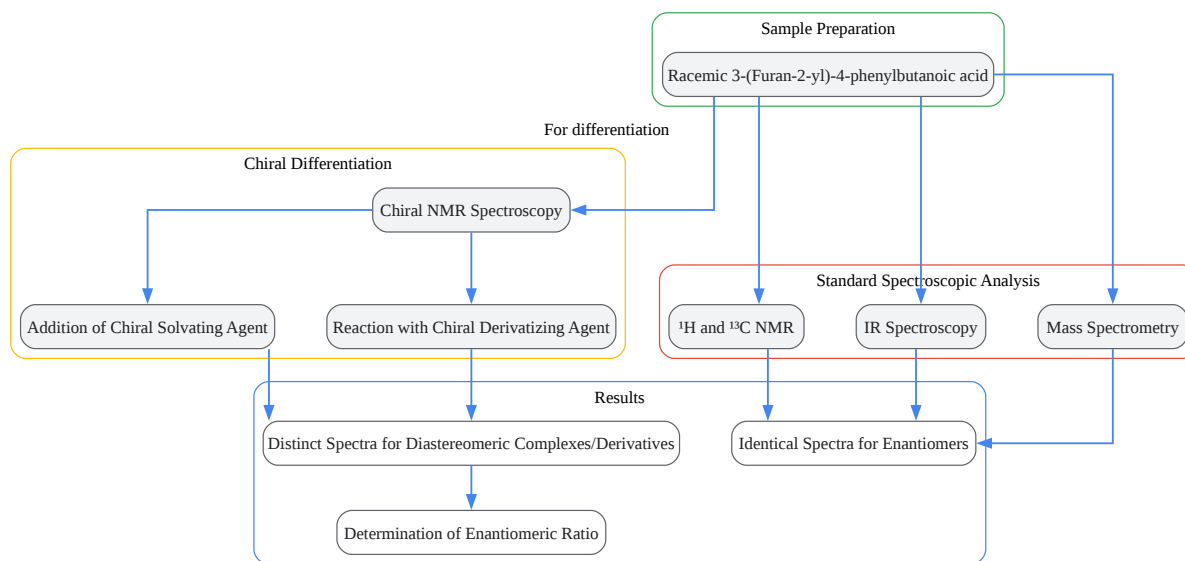 Sample Preparation
Racemic 3-(Furan-2-yl)-4-phenylbutanoic acid
For differentiation
Chiral Differentiation
Chiral NMR Spectroscopy
Standard Spectroscopic Analysis
Addition of Chiral Solvating Agent
Reaction with Chiral Derivatizing Agent
¹H and ¹³C NMR
IR Spectroscopy
Mass Spectrometry
Results
Distinct Spectra for Diastereomeric Complexes/Derivatives
Identical Spectra for Enantiomers
Determination of Enantiomeric Ratio